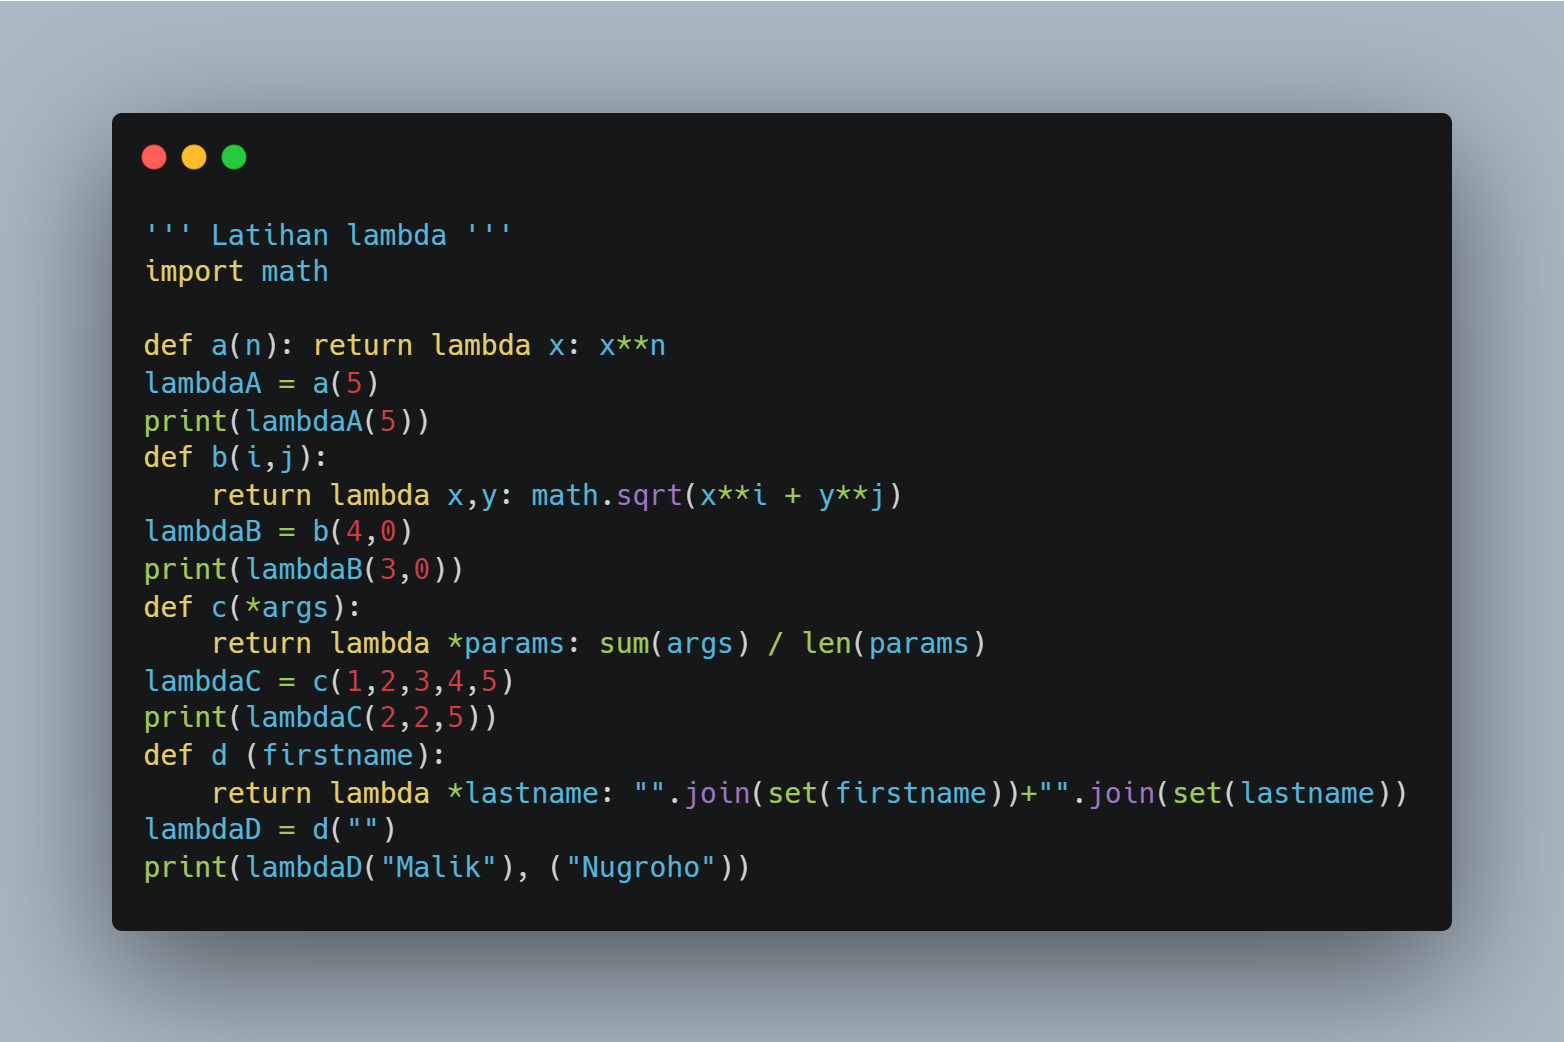 ''' Latihan lambda '''
import math

def a(n): return lambda x: x**n
lambdaA = a(5)
print(lambdaA(5))
def b(i,j):
    return lambda x,y: math.sqrt(x**i + y**j)
lambdaB = b(4,0)
print(lambdaB(3,0))
def c(*args):
    return lambda *params: sum(args) / len(params)
lambdaC = c(1,2,3,4,5)
print(lambdaC(2,2,5))
def d (firstname):
    return lambda *lastname: "".join(set(firstname))+"".join(set(lastname))
lambdaD = d("")
print(lambdaD("Malik"), ("Nugroho"))